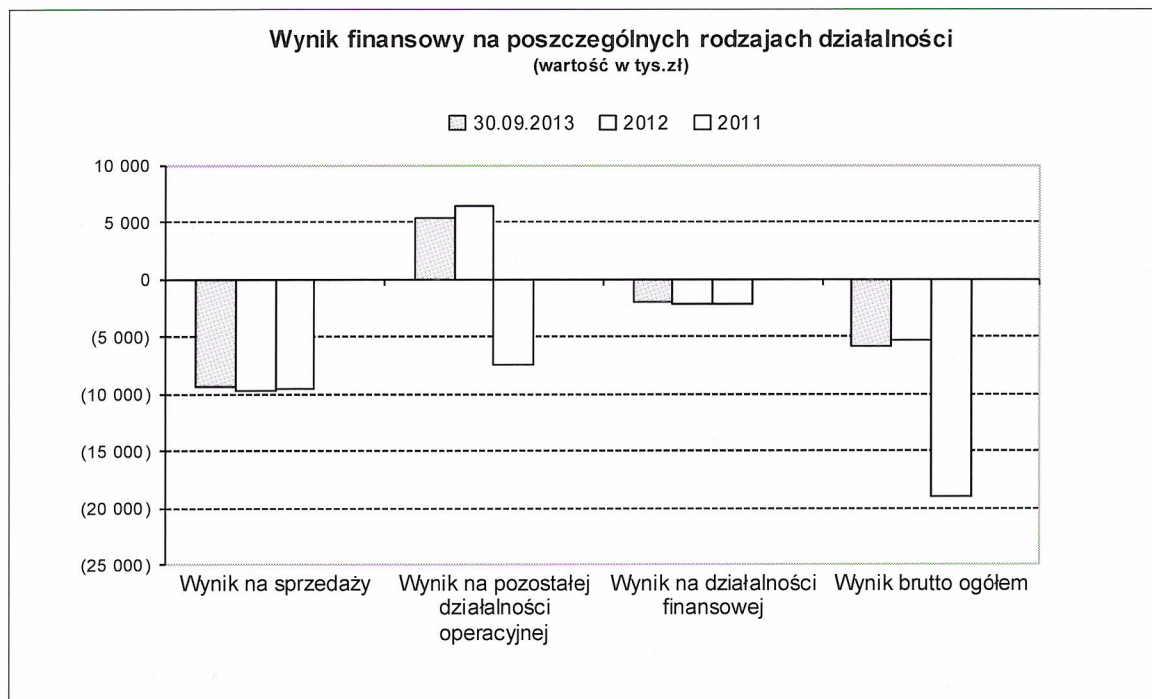 Wynik finansowy na poszczególnych rodzajach działalności
(wartość w tys.zł)
30.09.2013 2012 2011
10 000
5 000
0
(5 000)
(10 000)
(15 000)
(20 000)
(25 000)
Wynik na sprzedaży
Wynik na pozostałej
działalności
operacyjnej
Wynik na działalności
finansowej
Wynik brutto ogółem